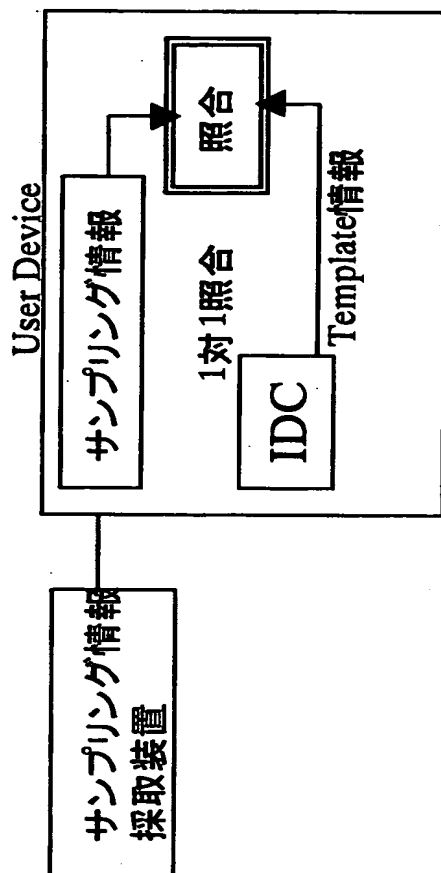 User Device
サンプリング情報
採取装置
サンプリング情報
照合
1対1照合
IDC
Template情報